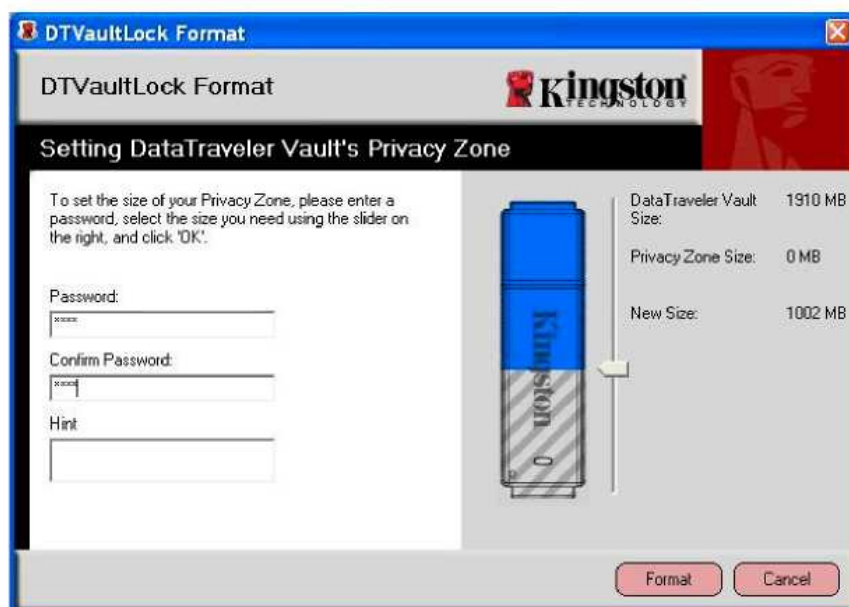 DTVaultLock Format
DTVaultLock Format
Kingston
TECHNOLOGY
Setting DataTraveler Vault's Privacy Zone
To set the size of your Privacy Zone, please enter a
password, select the size you need using the slider on
the right, and click 'OK'.
Password:
****
Confirm Password:
****
Hint
Kingston
DataTraveler Vault 1910 MB
Size:
Privacy Zone Size: 0 MB
New Size: 1002 MB
Format Cancel